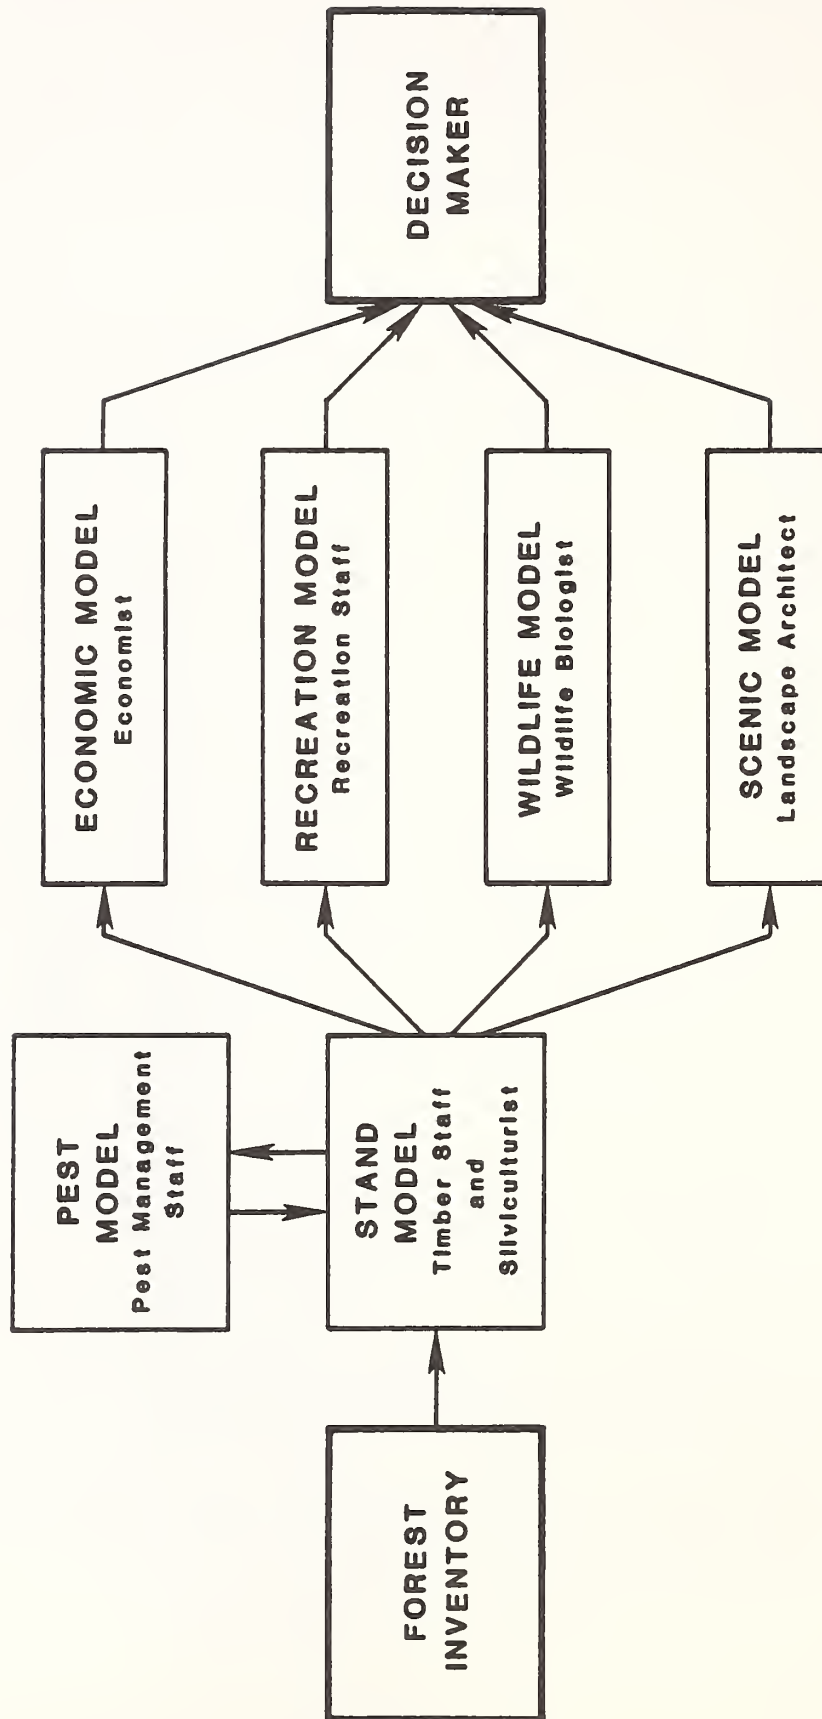 FOREST
INVENTORY
PEST
MODEL
Pest Management
Staff
STAND
MODEL
Timber Staff
and
Silviculturist
ECONOMIC MODEL
Economist
RECREATION MODEL
Recreation Staff
WILDLIFE MODEL
Wildlife Biologist
SCENIC MODEL
Landscape Architect
DECISION
MAKER